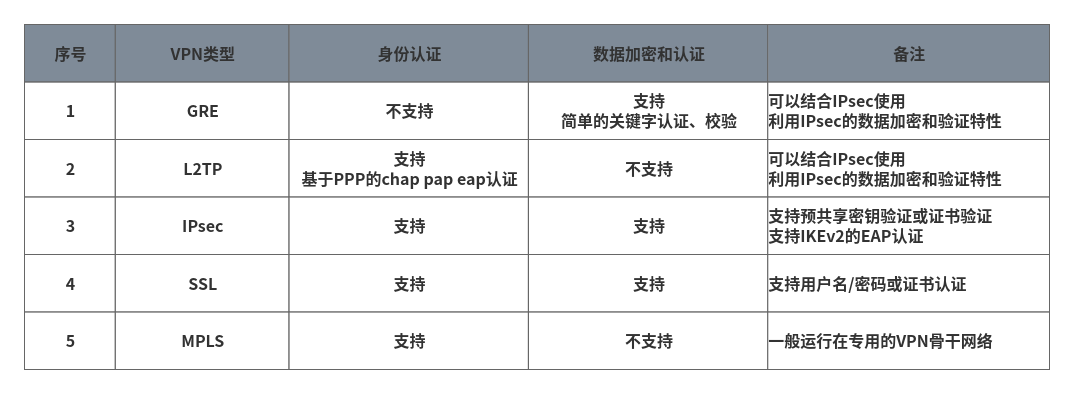 序号 VPN类型 身份认证 数据加密和认证 备注
1 GRE 不支持 支持 可以结合IPsec使用
简单的关键字认证、校验 利用IPsec的数据加密和验证特性
2 L2TP 支持 不支持 可以结合IPsec使用
基于PPP的chap pap eap认证 利用IPsec的数据加密和验证特性
3 IPsec 支持 支持 支持预共享密钥验证或证书验证
支持IKEv2的EAP认证
4 SSL 支持 支持 支持用户名/密码或证书认证
5 MPLS 支持 不支持 一般运行在专用的VPN骨干网络